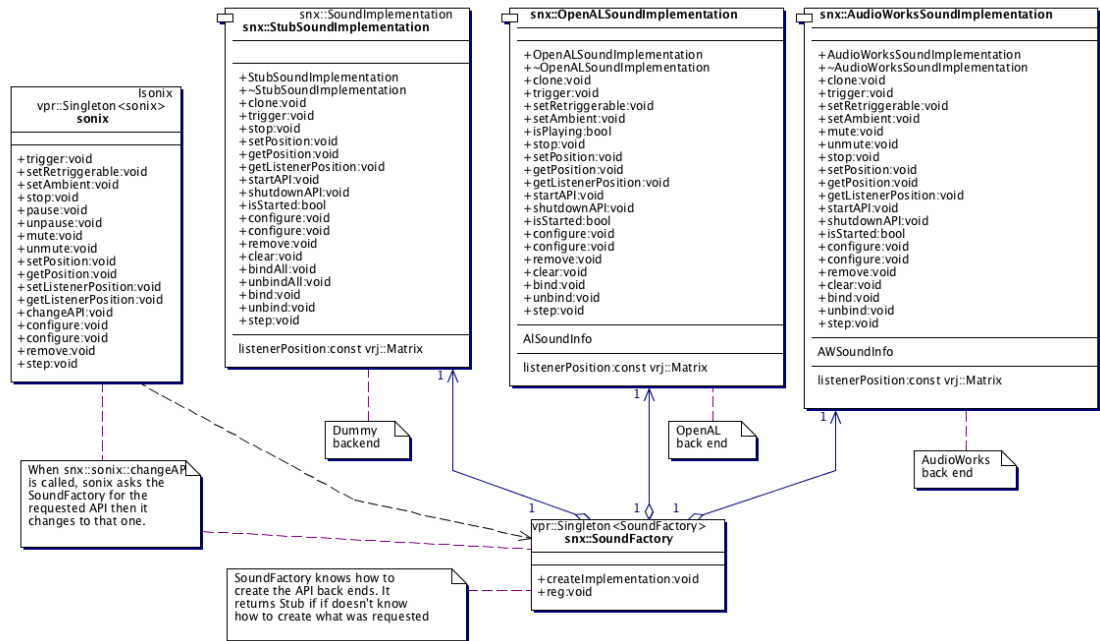 Isonix
vpr::Singleton<sonix>
sonix
+trigger:void
+setRetriggerable:void
+setAmbient:void
+stop:void
+pause:void
+unpause:void
+mute:void
+unmute:void
+setPosition:void
+getPosition:void
+setListenerPosition:void
+getListenerPosition:void
+changeAPI:void
+configure:void
+configure:void
+remove:void
+step:void
snx::SoundImplementation
snx::StubSoundImplementation
+StubSoundImplementation
+~StubSoundImplementation
+clone:void
+trigger:void
+stop:void
+setPosition:void
+getPosition:void
+getListenerPosition:void
+startAPI:void
+shutdownAPI:void
+isStarted:bool
+configure:void
+configure:void
+remove:void
+clear:void
+bindAll:void
+unbindAll:void
+bind:void
+unbind:void
+step:void
listenerPosition:const vrj::Matrix
snx::OpenALSoundImplementation
+OpenALSoundImplementation
+~OpenALSoundImplementation
+clone:void
+trigger:void
+setRetriggerable:void
+setAmbient:void
+isPlaying:bool
+stop:void
+setPosition:void
+getPosition:void
+getListenerPosition:void
+startAPI:void
+shutdownAPI:void
+isStarted:bool
+configure:void
+configure:void
+remove:void
+clear:void
+bind:void
+unbind:void
+step:void
AlSoundInfo
listenerPosition:const vrj::Matrix
snx::AudioWorksSoundImplementation
+AudioWorksSoundImplementation
+~AudioWorksSoundImplementation
+clone:void
+trigger:void
+setRetriggerable:void
+setAmbient:void
+mute:void
+unmute:void
+stop:void
+setPosition:void
+getPosition:void
+getListenerPosition:void
+startAPI:void
+shutdownAPI:void
+isStarted:bool
+configure:void
+configure:void
+remove:void
+clear:void
+bind:void
+unbind:void
+step:void
AWSoundInfo
listenerPosition:const vrj::Matrix
1
1
1
Dummy
backend
OpenAL
back end
AudioWorks
back end
When snx::sonix::changeAP
is called, sonix asks the
SoundFactory for the
requested API then it
changes to that one.
1
1
1
vpr::Singleton<SoundFactory>
snx::SoundFactory
+createImplementation:void
+reg:void
SoundFactory knows how to
create the API back ends. It
returns Stub if if doesn't know
how to create what was requested